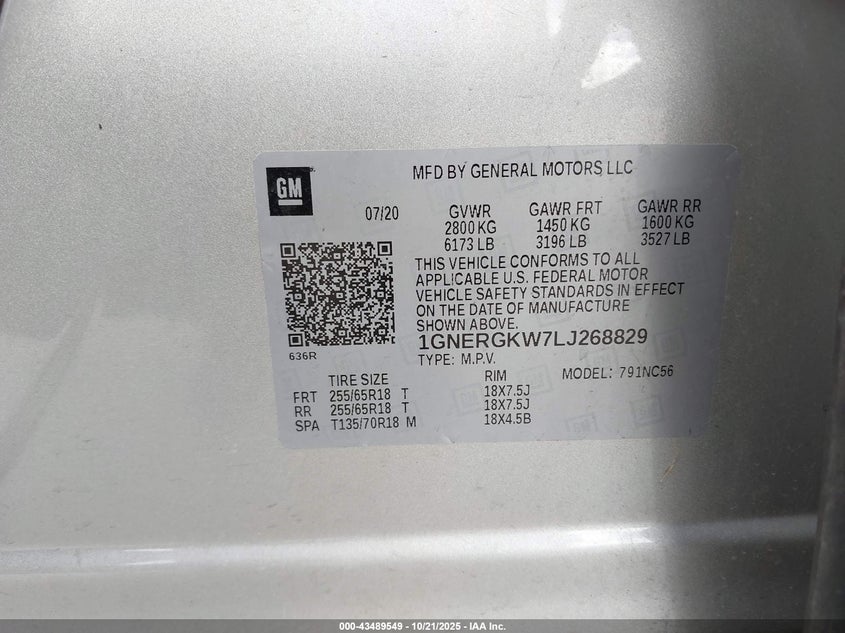 GM
MFD BY GENERAL MOTORS LLC
07/20 GVWR GAWR FRT GAWR RR
2800 KG 1450 KG 1600 KG
6173 LB 3196 LB 3527 LB
THIS VEHICLE CONFORMS TO ALL
APPLICABLE U.S. FEDERAL MOTOR
VEHICLE SAFETY STANDARDS IN EFFECT
ON THE DATE OF MANUFACTURE
SHOWN ABOVE.
1GNERGKW7LJ268829
636R
TYPE: M.P.V. MODEL: 791NC56
TIRE SIZE RIM
FRT 255/65R18 T 18X7.5J
RR 255/65R18 T 18X7.5J
SPA T135/70R18 M 18X4.5B
000-43489549 - 10/21/2025 - IAA Inc.